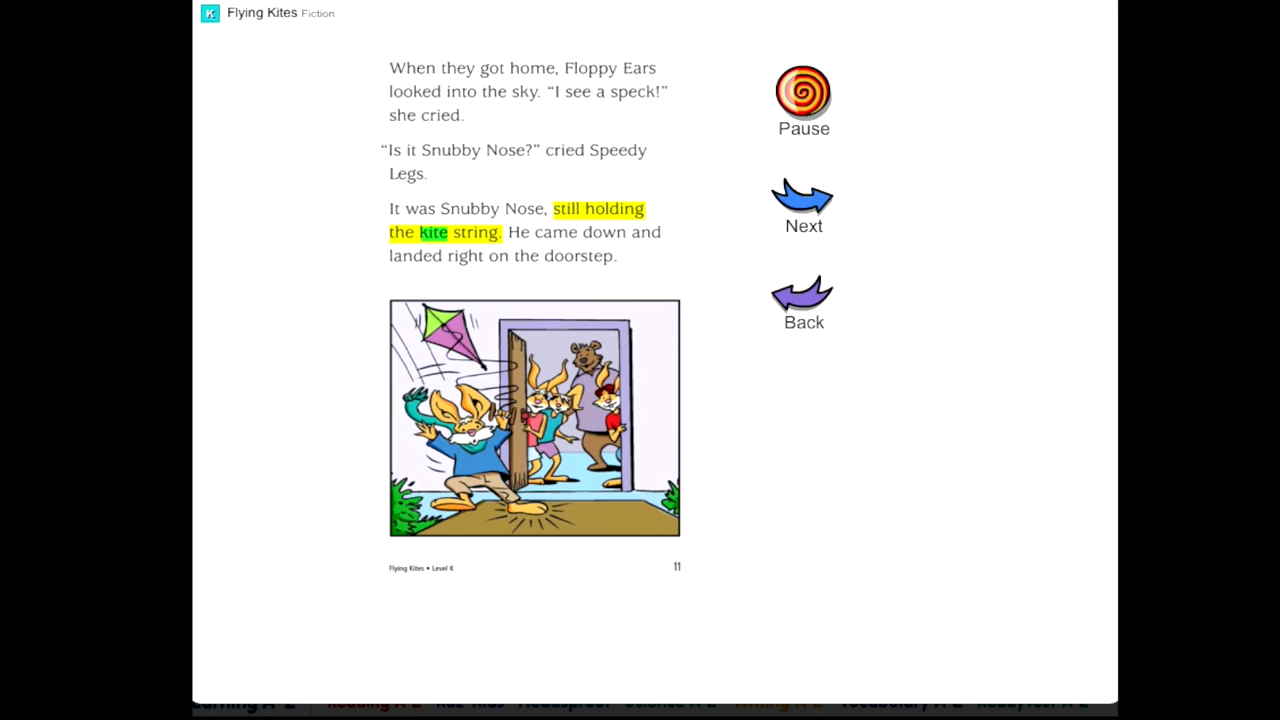 K Flying Kites Fiction
When they got home, Floppy Ears
looked into the sky. “I see a speck!”
she cried.
“Is it Snubby Nose?” cried Speedy
Legs.
It was Snubby Nose, still holding
the kite string. He came down and
landed right on the doorstep.
Pause
Next
Back
Flying Kites • Level K
11